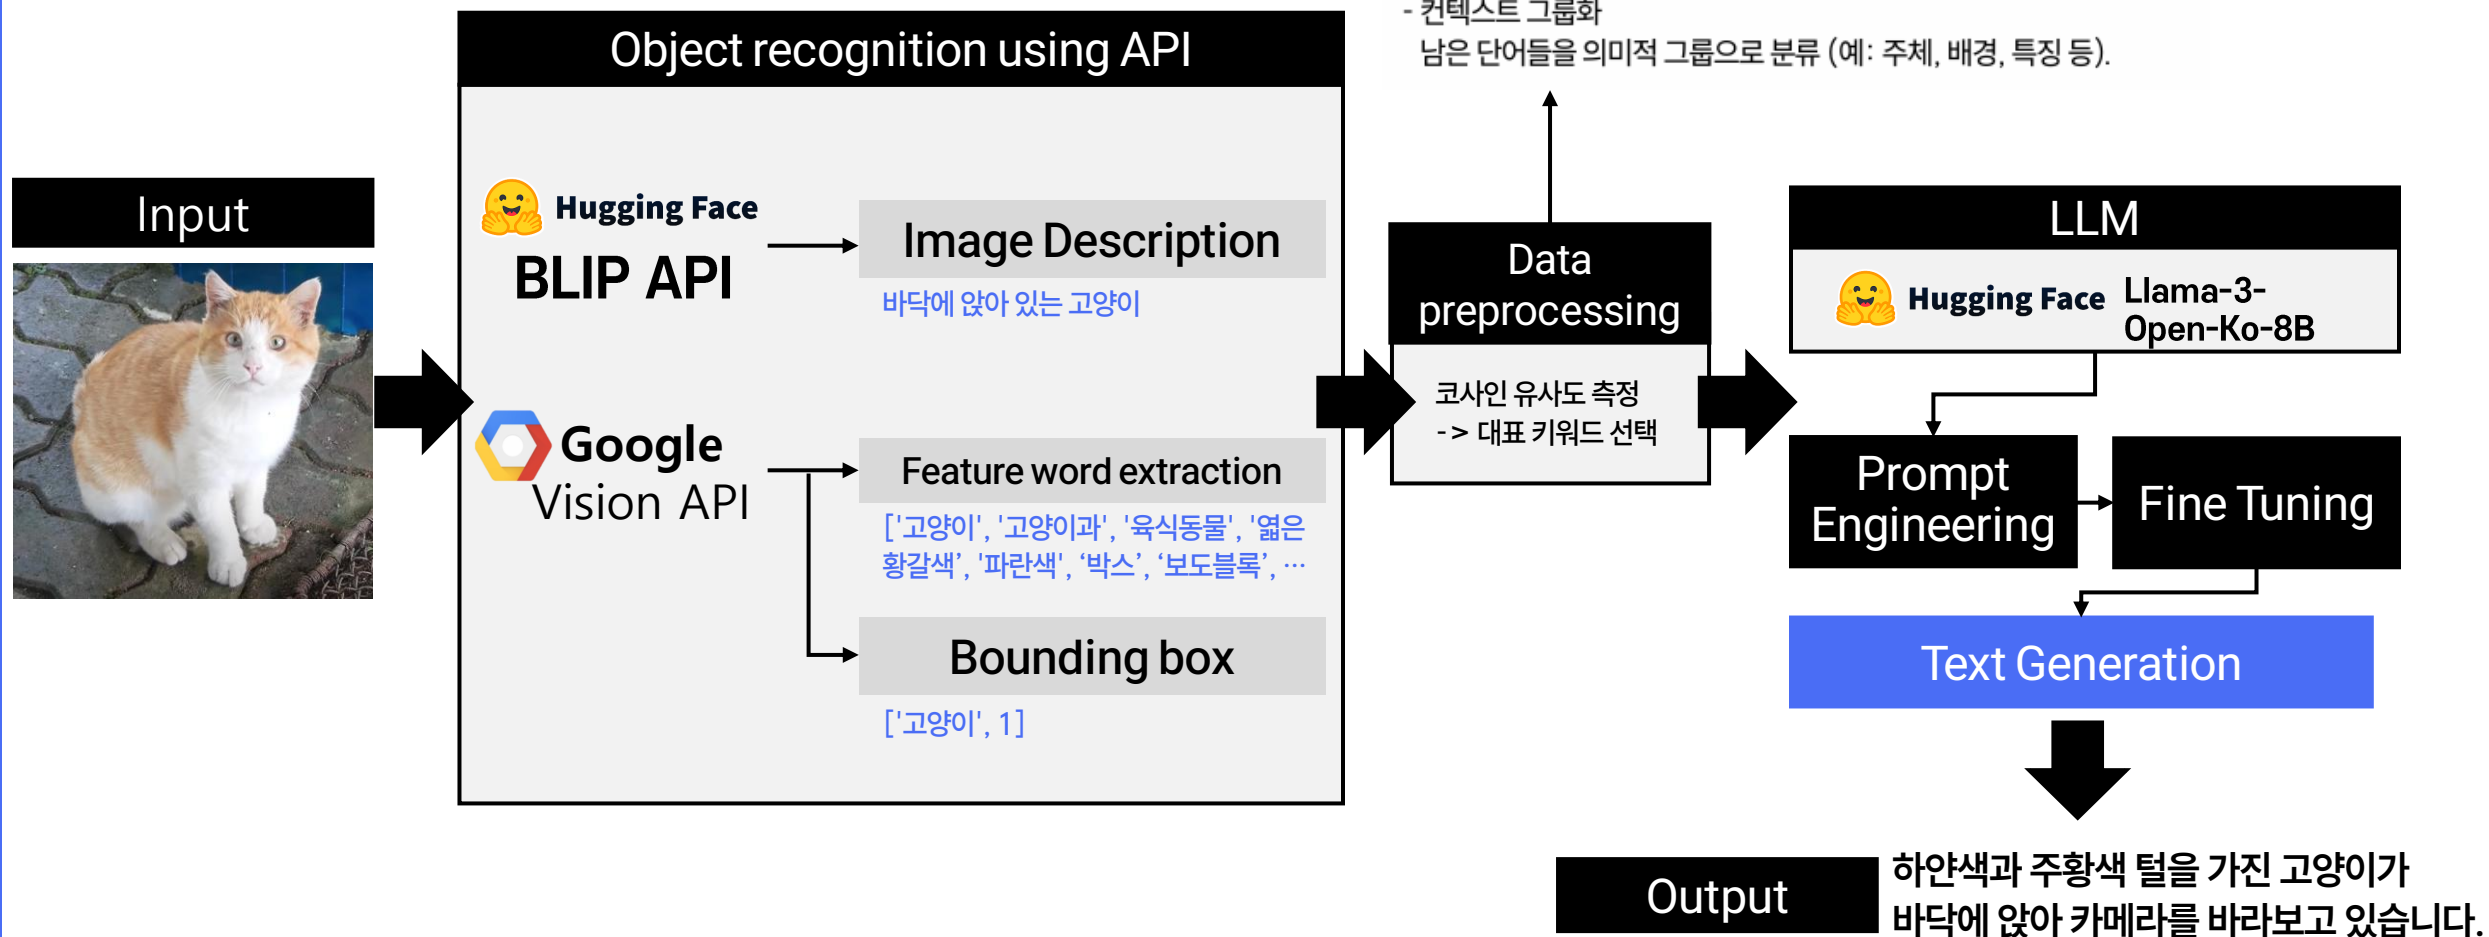 - 컨텍스트 그룹화
남은 단어들을 의미적 그룹으로 분류 (예: 주체, 배경, 특징 등).
Object recognition using API
Input
Hugging Face
BLIP API
Image Description
바닥에 앉아 있는 고양이
Google
Vision API
Feature word extraction
['고양이', '고양이과', '육식동물', '엷은
황갈색’, '파란색', ‘박스’, ‘보도블록’, …
Bounding box
['고양이', 1]
Data
preprocessing
코사인 유사도 측정
-> 대표 키워드 선택
LLM
Hugging Face
Llama-3-
Open-Ko-8B
Prompt
Engineering
Fine Tuning
Text Generation
Output
하얀색과 주황색 털을 가진 고양이가
바닥에 앉아 카메라를 바라보고 있습니다.